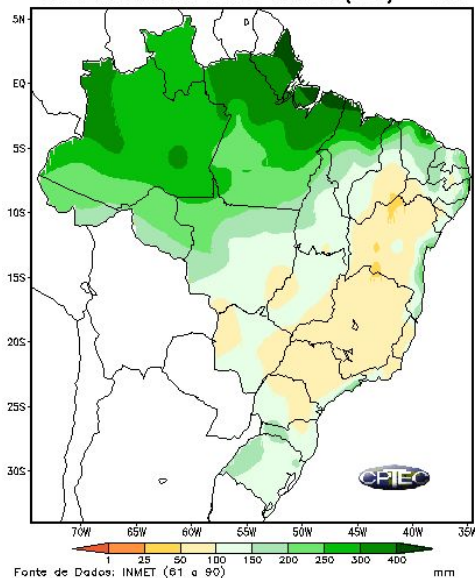 5N
EQ
5S
10S
15S
20S
25S
30S
CPTEC
70W 65W 60W 55W 50W 45W 40W 35W
1 25 50 100 150 200 250 300 400
Fonte de Dados: INMET (61 a 90) mm